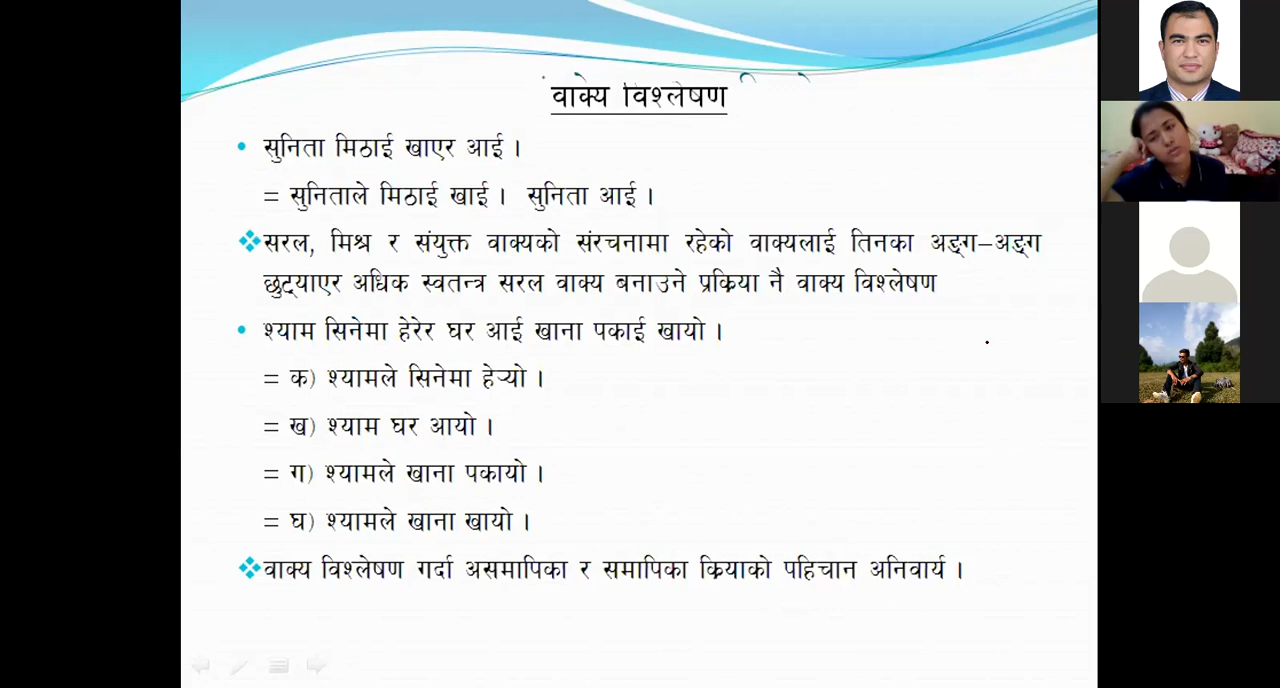 वाक्य विश्लेषण
• सुनिता मिठाई खाएर आई ।
= सुनिताले मिठाई खाई । सुनिता आई ।
❖सरल, मिश्र र संयुक्त वाक्यको संरचनामा रहेको वाक्यलाई तिनका अङ्ग–अङ्ग
छुट्याएर अधिक स्वतन्त्र सरल वाक्य बनाउने प्रक्रिया नै वाक्य विश्लेषण
• श्याम सिनेमा हेरेर घर आई खाना पकाई खायो ।
= क) श्यामले सिनेमा हेर्‍यो ।
= ख) श्याम घर आयो ।
= ग) श्यामले खाना पकायो ।
= घ) श्यामले खाना खायो ।
❖वाक्य विश्लेषण गर्दा असमापिका र समापिका क्रियाको पहिचान अनिवार्य ।